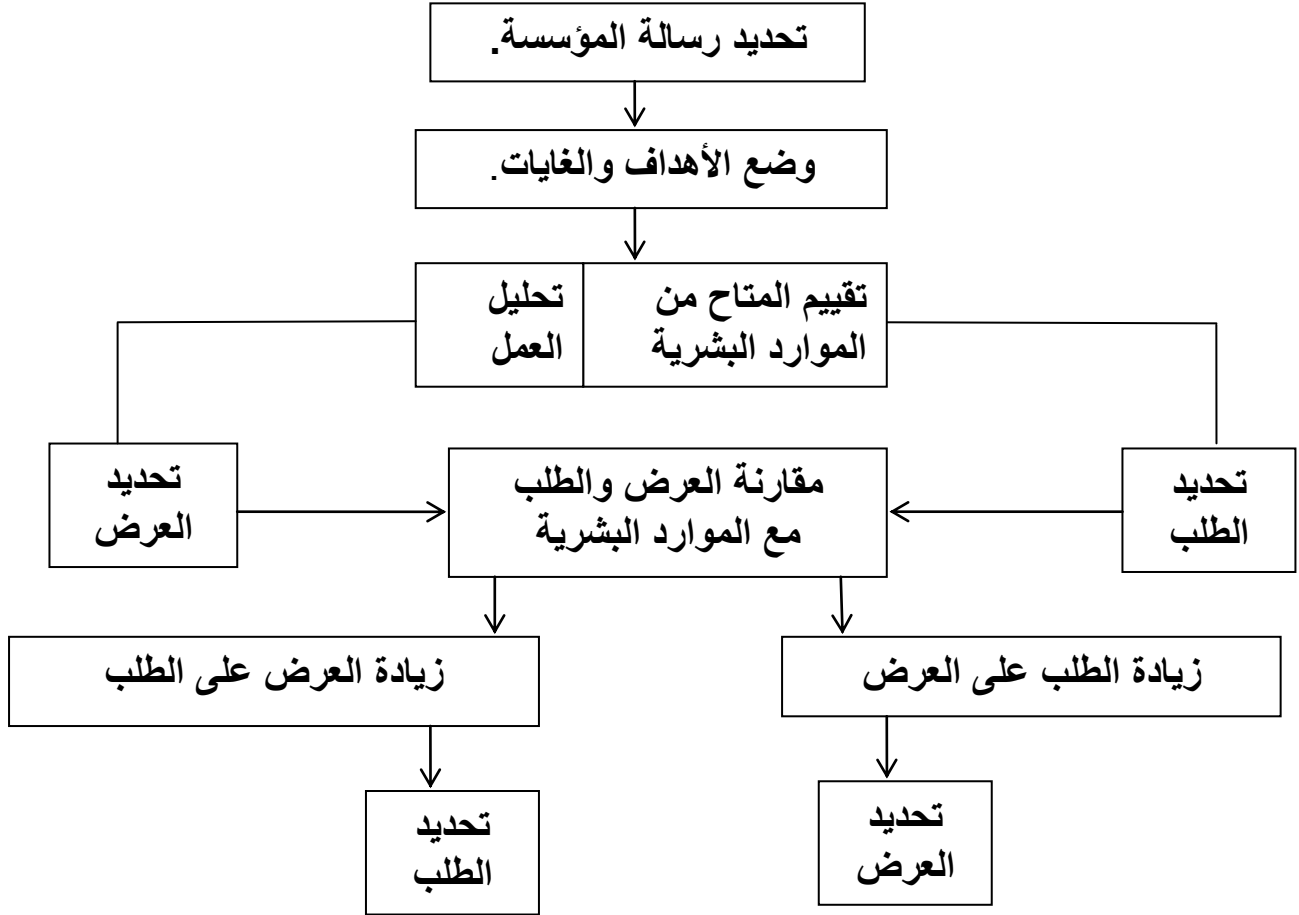 تحديد رسالة المؤسسة.
وضع الأهداف والغايات.
تقييم المتاح من
الموارد البشرية
تحليل
العمل
تحديد
الطلب
مقارنة العرض والطلب
مع الموارد البشرية
تحديد
العرض
زيادة الطلب على العرض
زيادة العرض على الطلب
تحديد
العرض
تحديد
الطلب